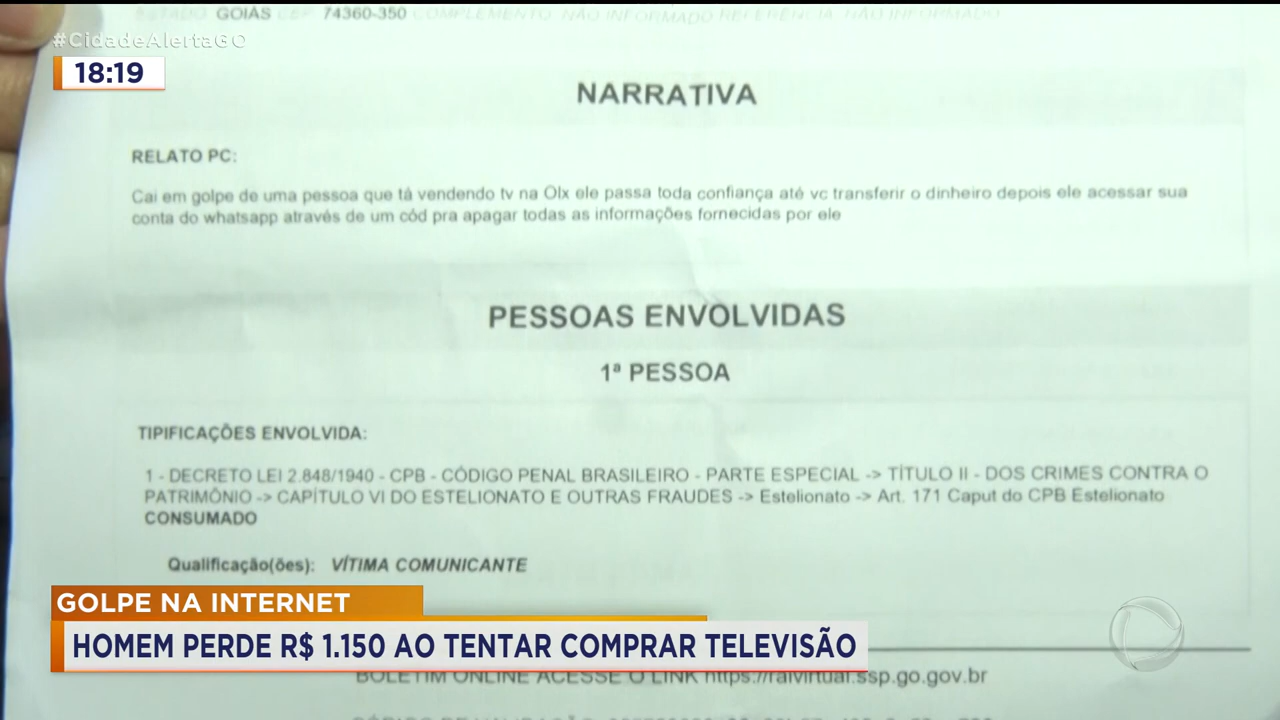 ESTADO GOIÁS CEP 74360-350 COMPLEMENTO: NÃO INFORMADO REFERÊNCIA: NÃO INFORMADO
#CidadeAlertaGO
18:19
NARRATIVA
RELATO PC:
Cai em golpe de uma pessoa que tá vendendo tv na Olx ele passa toda confiança até vc transferir o dinheiro depois ele acessar sua
conta do whatsapp através de um cód pra apagar todas as informações fornecidas por ele
PESSOAS ENVOLVIDAS
1ª PESSOA
TIPIFICAÇÕES ENVOLVIDA:
1 - DECRETO LEI 2.848/1940 - CPB - CÓDIGO PENAL BRASILEIRO - PARTE ESPECIAL -> TÍTULO II - DOS CRIMES CONTRA O
PATRIMÔNIO -> CAPÍTULO VI DO ESTELIONATO E OUTRAS FRAUDES -> Estelionato -> Art. 171 Caput do CPB Estelionato
CONSUMADO
Qualificação(ões): VÍTIMA COMUNICANTE
GOLPE NA INTERNET
HOMEM PERDE R$ 1.150 AO TENTAR COMPRAR TELEVISÃO
BOLETIM ONLINE ACESSE O LINK https://raivirtual.ssp.go.gov.br